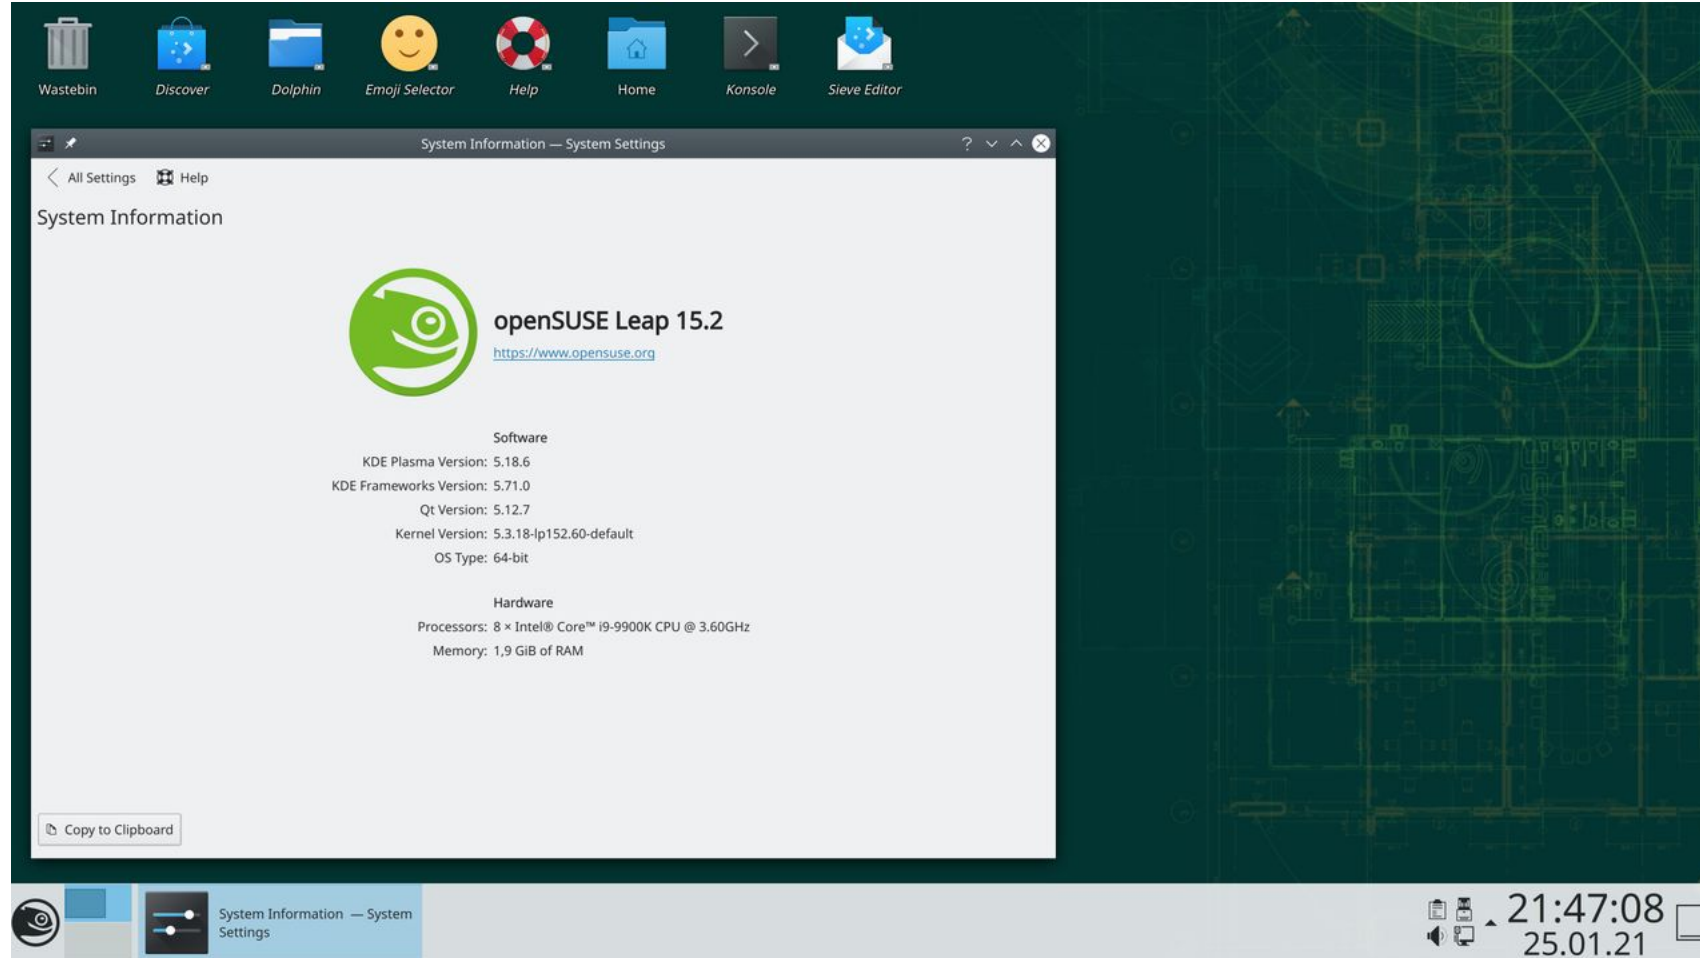 Wastebin
Discover
Dolphin
Emoji Selector
Help
Home
Konsole
Sieve Editor
System Information — System Settings
All Settings
Help
System Information
openSUSE Leap 15.2
https://www.opensuse.org
Software
KDE Plasma Version: 5.18.6
KDE Frameworks Version: 5.71.0
Qt Version: 5.12.7
Kernel Version: 5.3.18-lp152.60-default
OS Type: 64-bit
Hardware
Processors: 8 × Intel® Core™ i9-9900K CPU @ 3.60GHz
Memory: 1,9 GiB of RAM
Copy to Clipboard
System Information — System
Settings
21:47:08
25.01.21